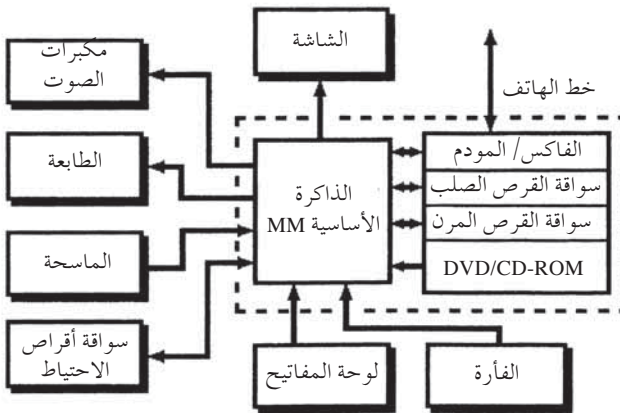 الشاشة
مكبرات
الصوت
خط الهاتف
الفاكس/ المودم
الطابعة
الذاكرة
الأساسية MM
سواقة القرص الصلب
سواقة القرص المرن
DVD/CD-ROM
الماسحة
سواقة أقراص
الاحتياط
لوحة المفاتيح
الفأرة